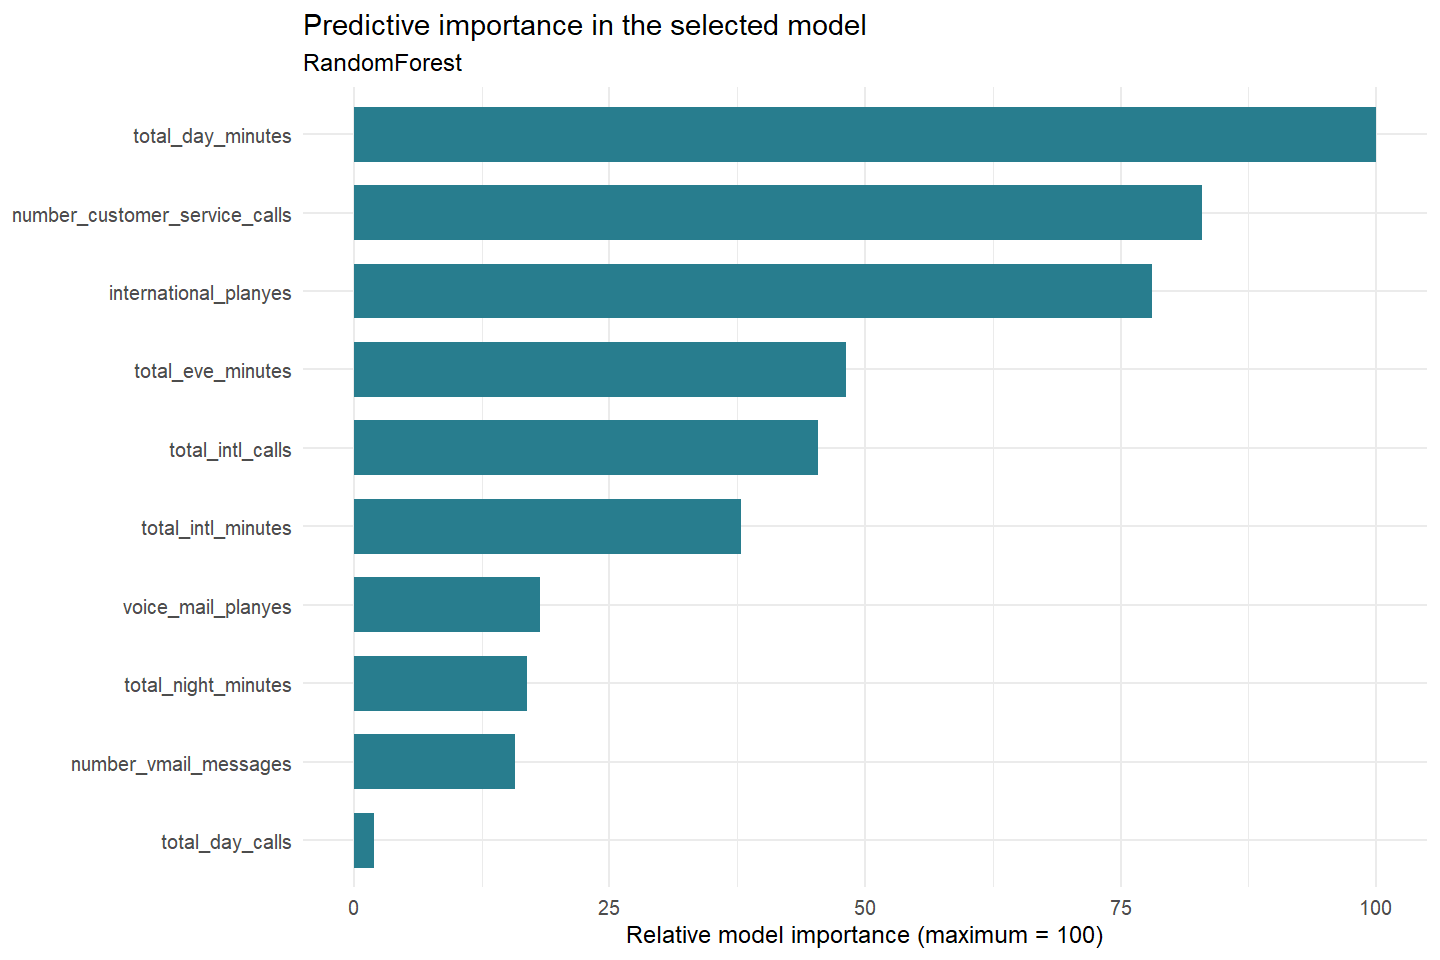 Predictive importance in the selected model
RandomForest
total_day_minutes
number_customer_service_calls
international_planyes
total_eve_minutes
total_intl_calls
total_intl_minutes
voice_mail_planyes
total_night_minutes
number_vmail_messages
total_day_calls
0 25 50 75 100
Relative model importance (maximum = 100)